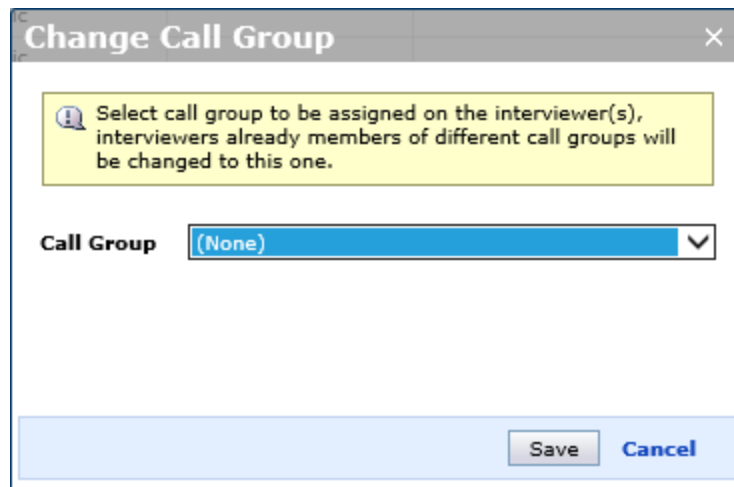 Change Call Group
Select call group to be assigned on the interviewer(s),
interviewers already members of different call groups will
be changed to this one.
Call Group (None)
Save Cancel